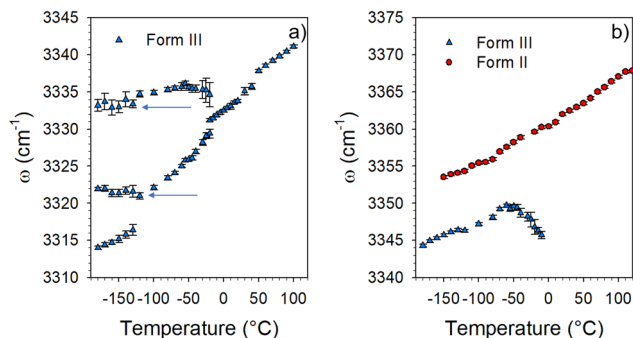 a)
Form III
3345
3340
3335
3330
3325
3320
3315
3310
ω (cm⁻¹)
-150 -100 -50 0 50 100
Temperature (°C)
b)
Form III
Form II
3375
3370
3365
3360
3355
3350
3345
3340
ω (cm⁻¹)
-150 -100 -50 0 50 100
Temperature (°C)